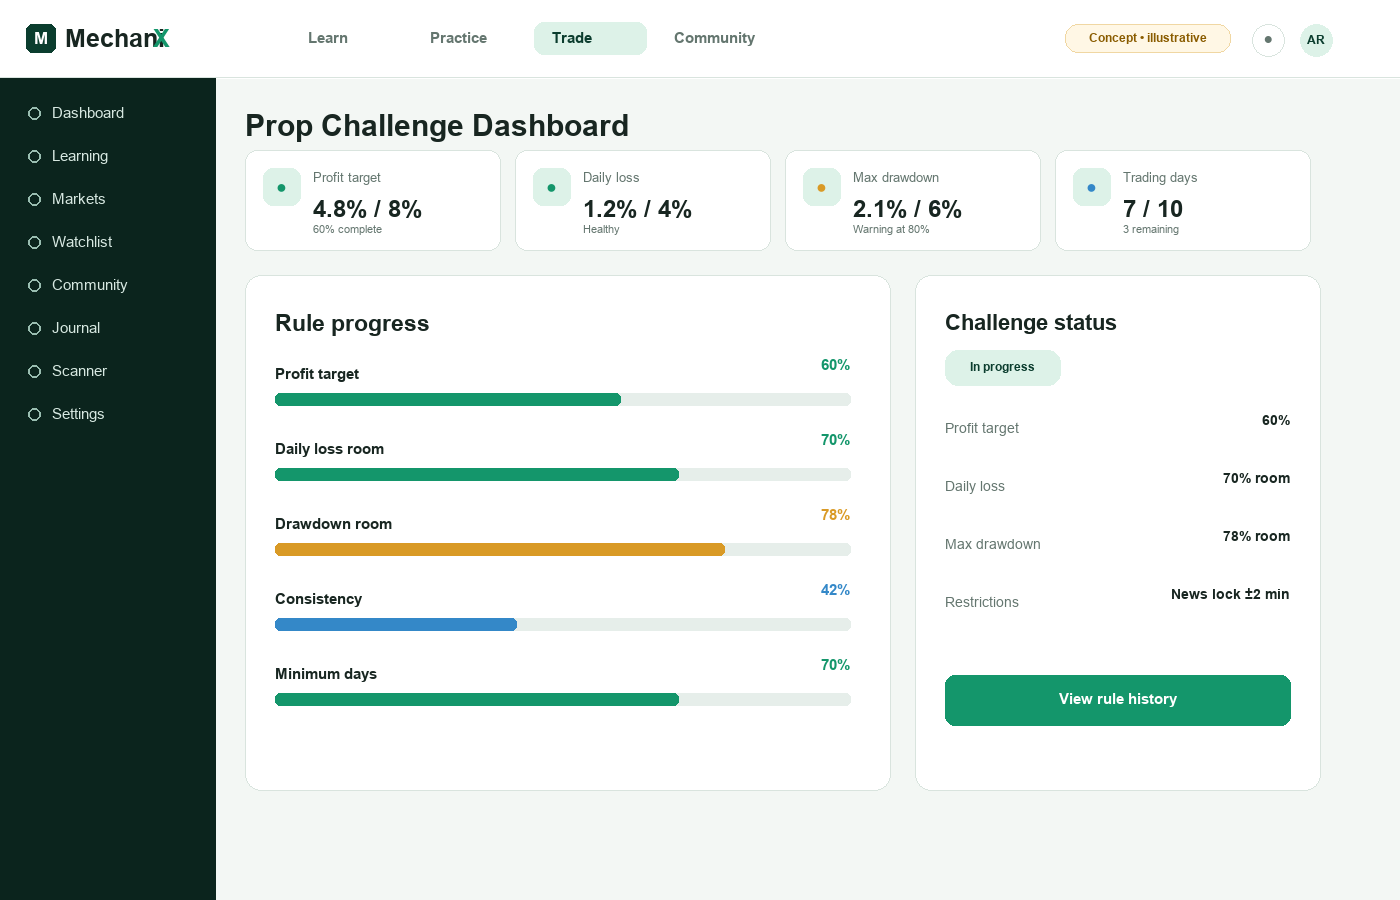 M MechaniX
Learn
Practice
Trade
Community
Concept • illustrative
AR
Dashboard
Learning
Markets
Watchlist
Community
Journal
Scanner
Settings
Prop Challenge Dashboard
Profit target
4.8% / 8%
60% complete
Daily loss
1.2% / 4%
Healthy
Max drawdown
2.1% / 6%
Warning at 80%
Trading days
7 / 10
3 remaining
Rule progress
Profit target 60%
Daily loss room 70%
Drawdown room 78%
Consistency 42%
Minimum days 70%
Challenge status
In progress
Profit target 60%
Daily loss 70% room
Max drawdown 78% room
Restrictions News lock ±2 min
View rule history